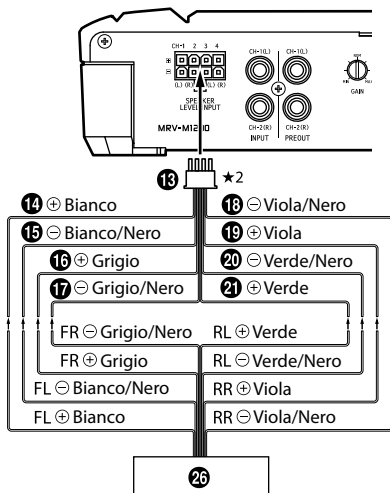 CH-1 2 3 4
(L) (R) (L) (R)
SPEAKER
LEVEL INPUT
MRV-M1200
CH-1(L) CH-1(L)
CH-2(R) CH-2(R)
INPUT PREOUT
NOM
MIN MAX
GAIN
13 ★2
14 ⊕ Bianco
15 ⊖ Bianco/Nero
16 ⊕ Grigio
17 ⊖ Grigio/Nero
18 ⊖ Viola/Nero
19 ⊕ Viola
20 ⊖ Verde/Nero
21 ⊕ Verde
FR ⊖ Grigio/Nero
FR ⊕ Grigio
FL ⊖ Bianco/Nero
FL ⊕ Bianco
RL ⊕ Verde
RL ⊖ Verde/Nero
RR ⊕ Viola
RR ⊖ Viola/Nero
26